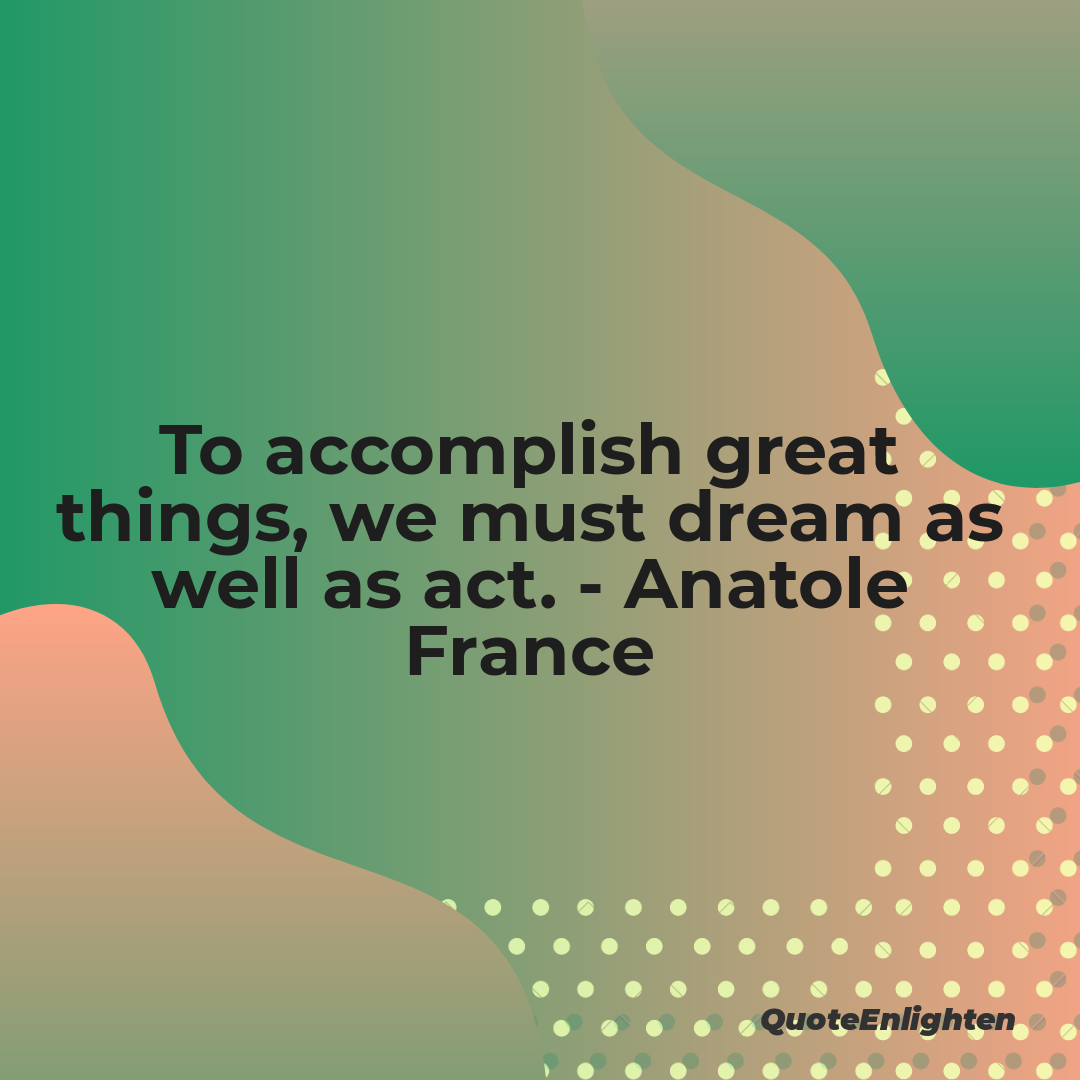 To accomplish great
things, we must dream as
well as act. - Anatole
France
QuoteEnlighten